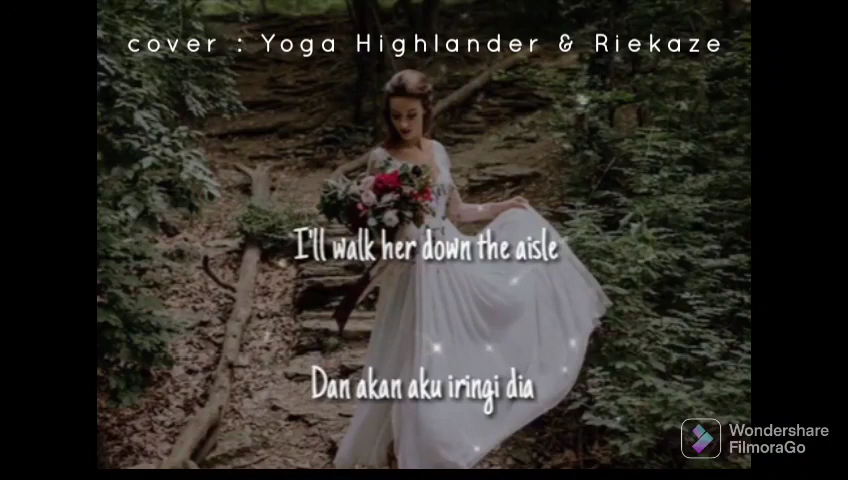 cover : Yoga Highlander & Riekaze
I'll walk her down the aisle
Dan akan aku iringi dia
Wondershare
FilmoraGo